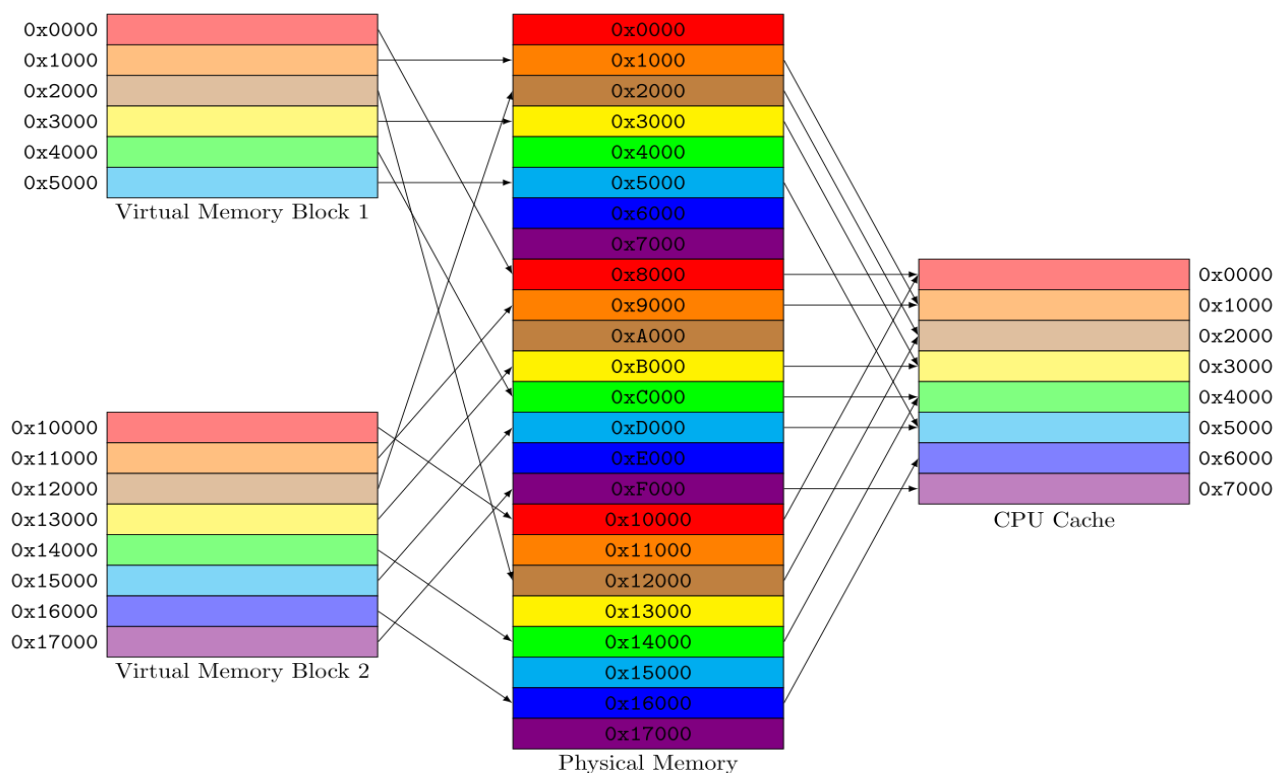 0x0000
0x1000
0x2000
0x3000
0x4000
0x5000
Virtual Memory Block 1
0x10000
0x11000
0x12000
0x13000
0x14000
0x15000
0x16000
0x17000
Virtual Memory Block 2
0x0000
0x1000
0x2000
0x3000
0x4000
0x5000
0x6000
0x7000
0x8000
0x9000
0xA000
0xB000
0xC000
0xD000
0xE000
0xF000
0x10000
0x11000
0x12000
0x13000
0x14000
0x15000
0x16000
0x17000
Physical Memory
0x0000
0x1000
0x2000
0x3000
0x4000
0x5000
0x6000
0x7000
CPU Cache